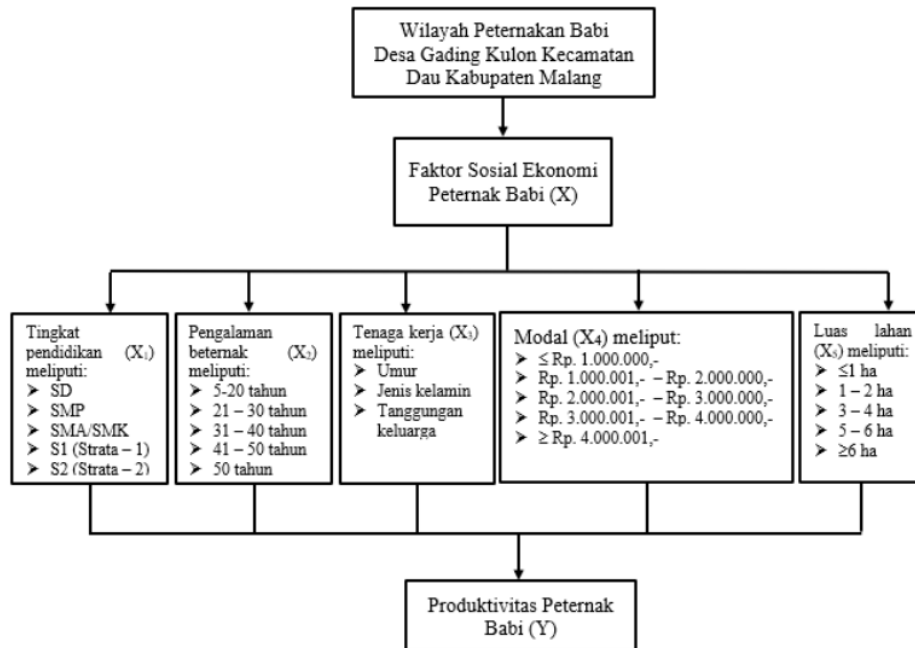 Wilayah Peternakan Babi
Desa Gading Kulon Kecamatan
Dau Kabupaten Malang
Faktor Sosial Ekonomi
Peternak Babi (X)
Tingkat
pendidikan (X₁)
meliputi:
➢ SD
➢ SMP
➢ SMA/SMK
➢ S1 (Strata – 1)
➢ S2 (Strata – 2)
Pengalaman
beternak (X₂)
meliputi:
➢ 5-20 tahun
➢ 21 – 30 tahun
➢ 31 – 40 tahun
➢ 41 – 50 tahun
➢ 50 tahun
Tenaga kerja (X₃)
meliputi:
➢ Umur
➢ Jenis kelamin
➢ Tanggungan
keluarga
Modal (X₄) meliput:
➢ ≤ Rp. 1.000.000,-
➢ Rp. 1.000.001,- – Rp. 2.000.000,-
➢ Rp. 2.000.001,- – Rp. 3.000.000,-
➢ Rp. 3.000.001,- – Rp. 4.000.000,-
➢ ≥ Rp. 4.000.001,-
Luas lahan
(X₅) meliputi:
➢ ≤1 ha
➢ 1 – 2 ha
➢ 3 – 4 ha
➢ 5 – 6 ha
➢ ≥6 ha
Produktivitas Peternak
Babi (Y)